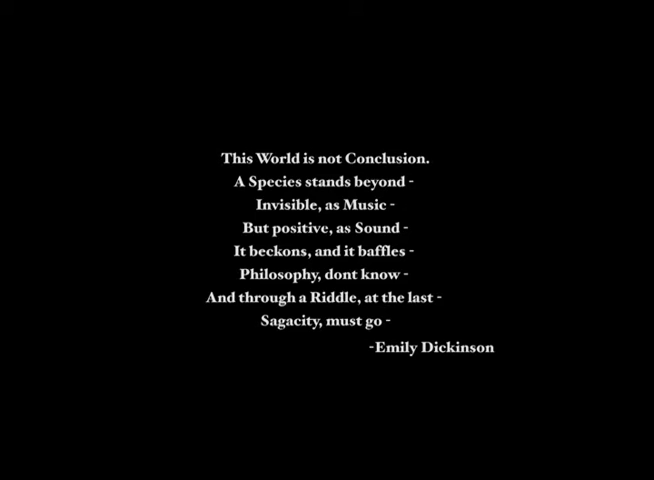 This World is not Conclusion.
A Species stands beyond -
Invisible, as Music -
But positive, as Sound -
It beckons, and it baffles -
Philosophy, dont know -
And through a Riddle, at the last -
Sagacity, must go -
-Emily Dickinson